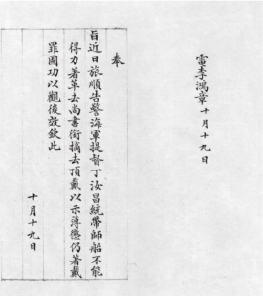 電李鴻章十月十九日
奉
旨近日旅順告警海軍提督丁汝昌統帶師船不能
得力著革去尚書銜摘去頂戴以示薄懲仍著戴
罪圖功以觀後效欽此
十月十九日